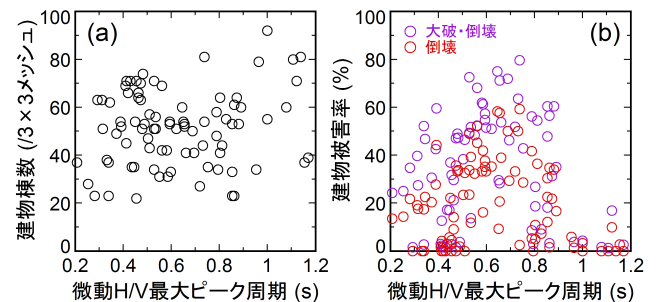 (a)
建物棟数 (/3×3メッシュ)
100
80
60
40
20
0
0.2 0.4 0.6 0.8 1 1.2
微動H/V最大ピーク周期 (s)
(b)
大破・倒壊
倒壊
建物被害率 (%)
100
80
60
40
20
0
0.2 0.4 0.6 0.8 1 1.2
微動H/V最大ピーク周期 (s)